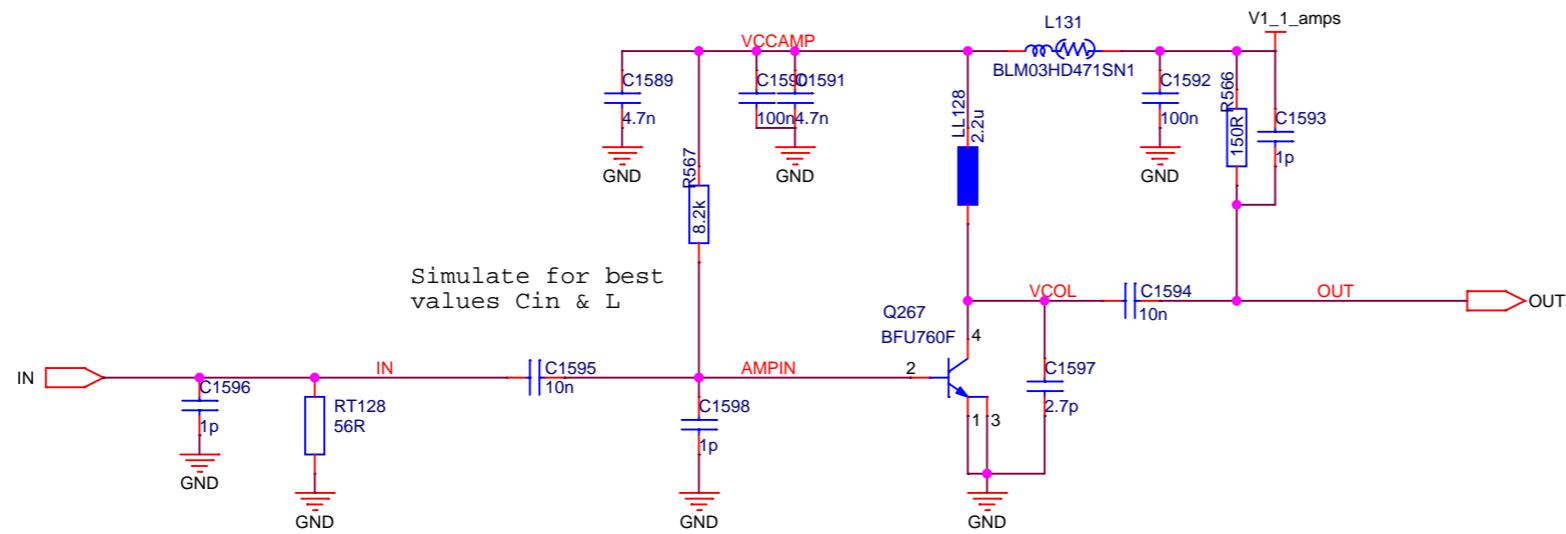 V1_1_amps
L131
BLM03HD471SN1
VCCAMP
C1589
4.7n
GND
C1590
100n
C1591
4.7n
GND
LL128
2.2u
C1592
100n
GND
R566
150R
C1593
1p
R567
8.2k
Simulate for best
values Cin & L
VCOL
C1594
10n
OUT
OUT
Q267
BFU760F
4
2
1
3
C1597
2.7p
GND
IN
IN
C1596
1p
GND
RT128
56R
GND
C1595
10n
AMPIN
C1598
1p
GND